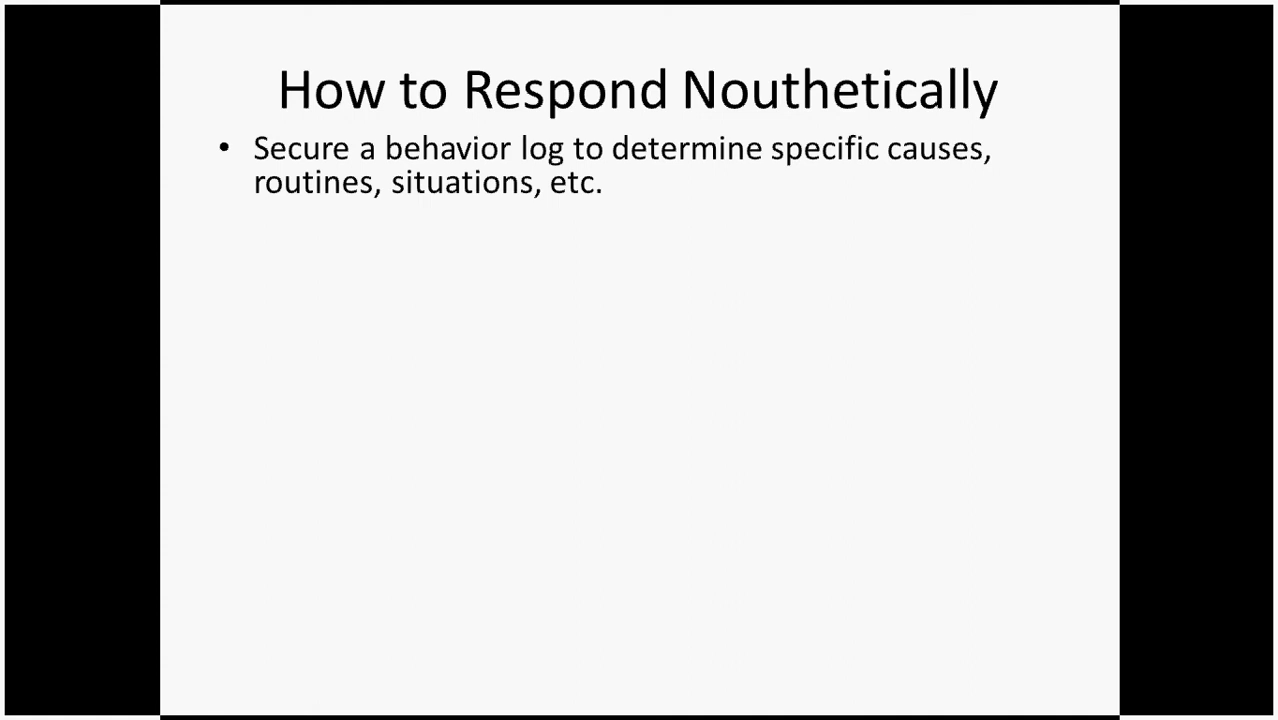 How to Respond Nouthetically
• Secure a behavior log to determine specific causes,
routines, situations, etc.